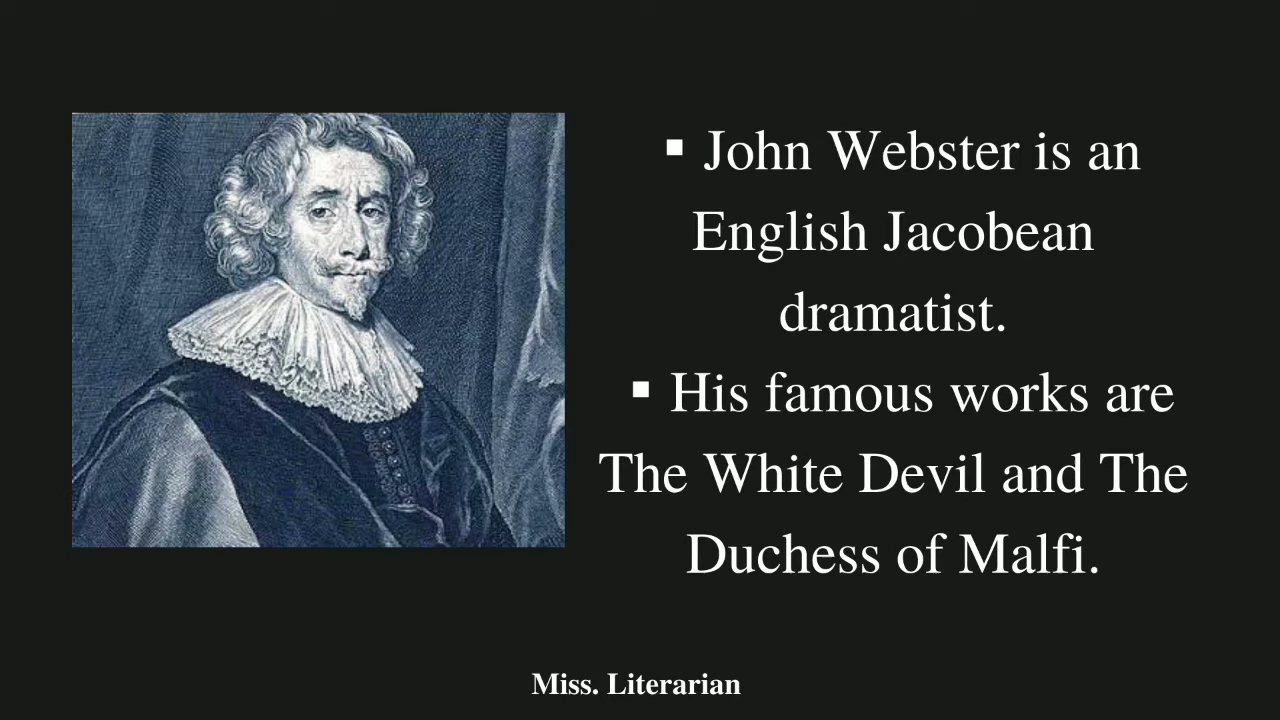 ▪ John Webster is an
English Jacobean
dramatist.
▪ His famous works are
The White Devil and The
Duchess of Malfi.
Miss. Literarian